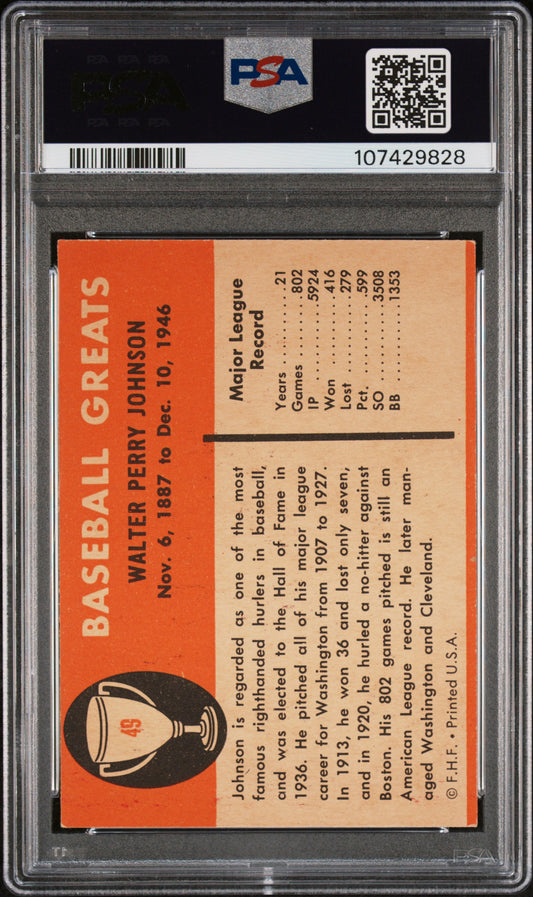 PSA
PSA
107429828
BASEBALL GREATS
WALTER PERRY JOHNSON
Nov. 6, 1887 to Dec. 10, 1946
49
Johnson is regarded as one of the most
famous righthanded hurlers in baseball,
and was elected to the Hall of Fame in
1936. He pitched all of his major league
career for Washington from 1907 to 1927.
In 1913, he won 36 and lost only seven,
and in 1920, he hurled a no-hitter against
Boston. His 802 games pitched is still an
American League record. He later man-
aged Washington and Cleveland.
© F.H.F. • Printed U.S.A.
Major League
Record
Years . . . . . . . . . . 21
Games . . . . . . . . . 802
IP . . . . . . . . . . . 5924
Won . . . . . . . . . . 416
Lost . . . . . . . . . . 279
Pct. . . . . . . . . . . .599
SO . . . . . . . . . . 3508
BB . . . . . . . . . . 1353
PSA